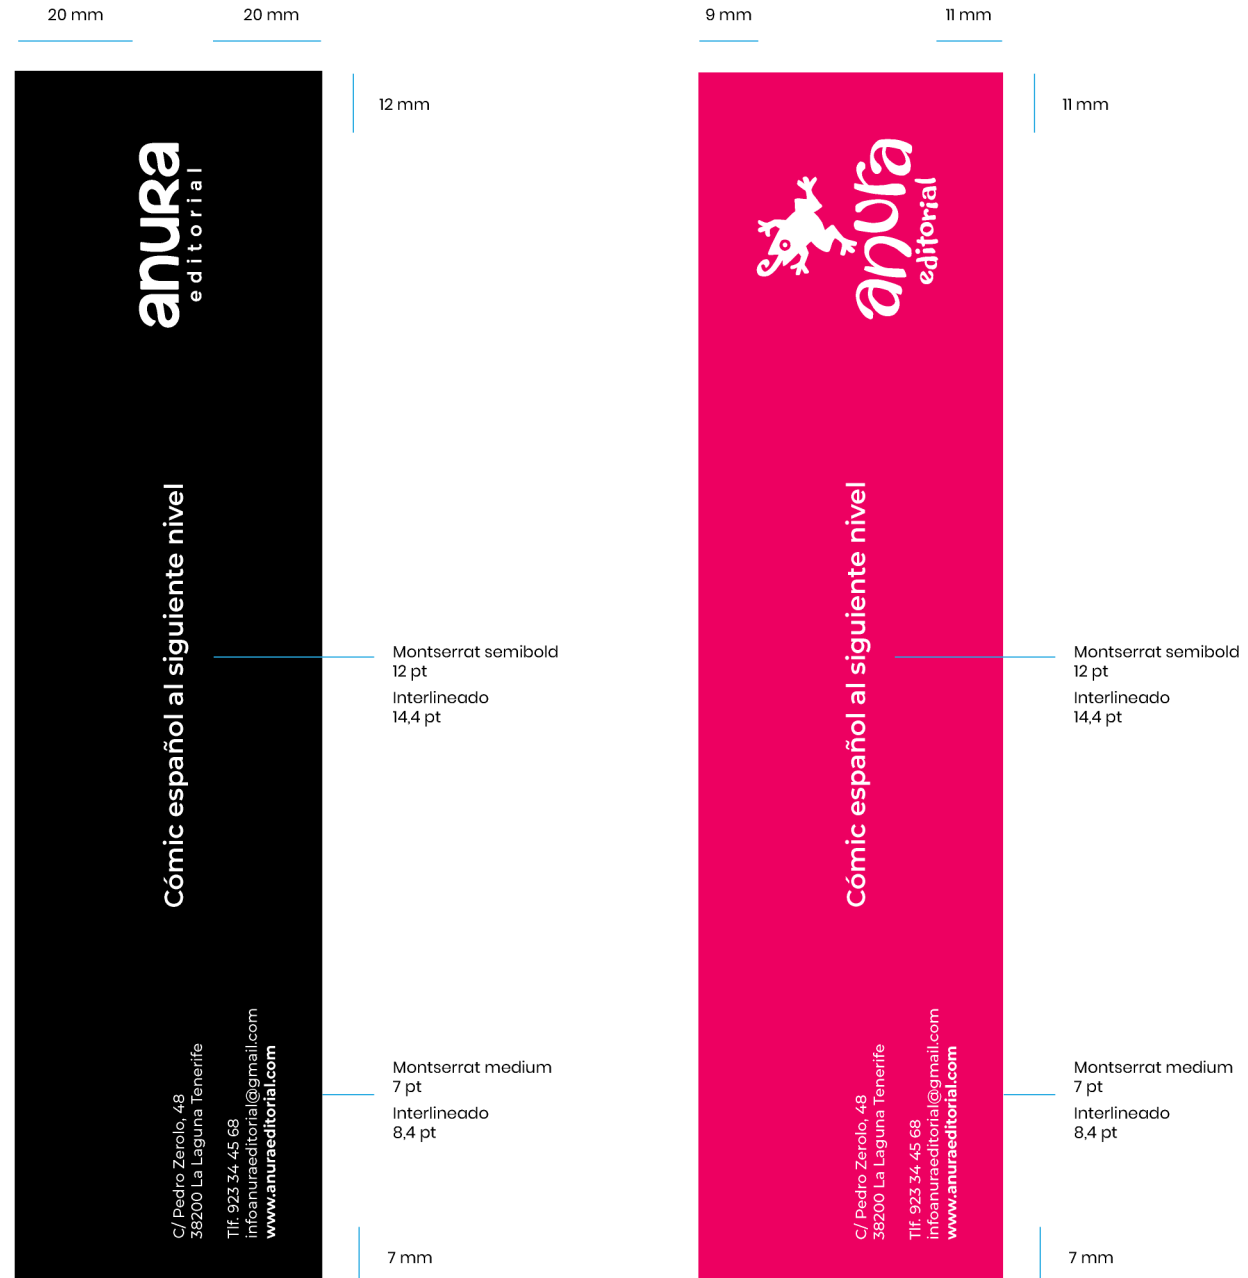 20 mm
20 mm
12 mm
anura
editorial
Cómic español al siguiente nivel
Montserrat semibold
12 pt
Interlineado
14,4 pt
C/ Pedro Zerolo, 48
38200 La Laguna Tenerife
Tlf. 923 34 45 68
infoanuraeditorial@gmail.com
www.anuraeditorial.com
Montserrat medium
7 pt
Interlineado
8,4 pt
7 mm
9 mm
11 mm
11 mm
anura
editorial
Cómic español al siguiente nivel
Montserrat semibold
12 pt
Interlineado
14,4 pt
C/ Pedro Zerolo, 48
38200 La Laguna Tenerife
Tlf. 923 34 45 68
infoanuraeditorial@gmail.com
www.anuraeditorial.com
Montserrat medium
7 pt
Interlineado
8,4 pt
7 mm